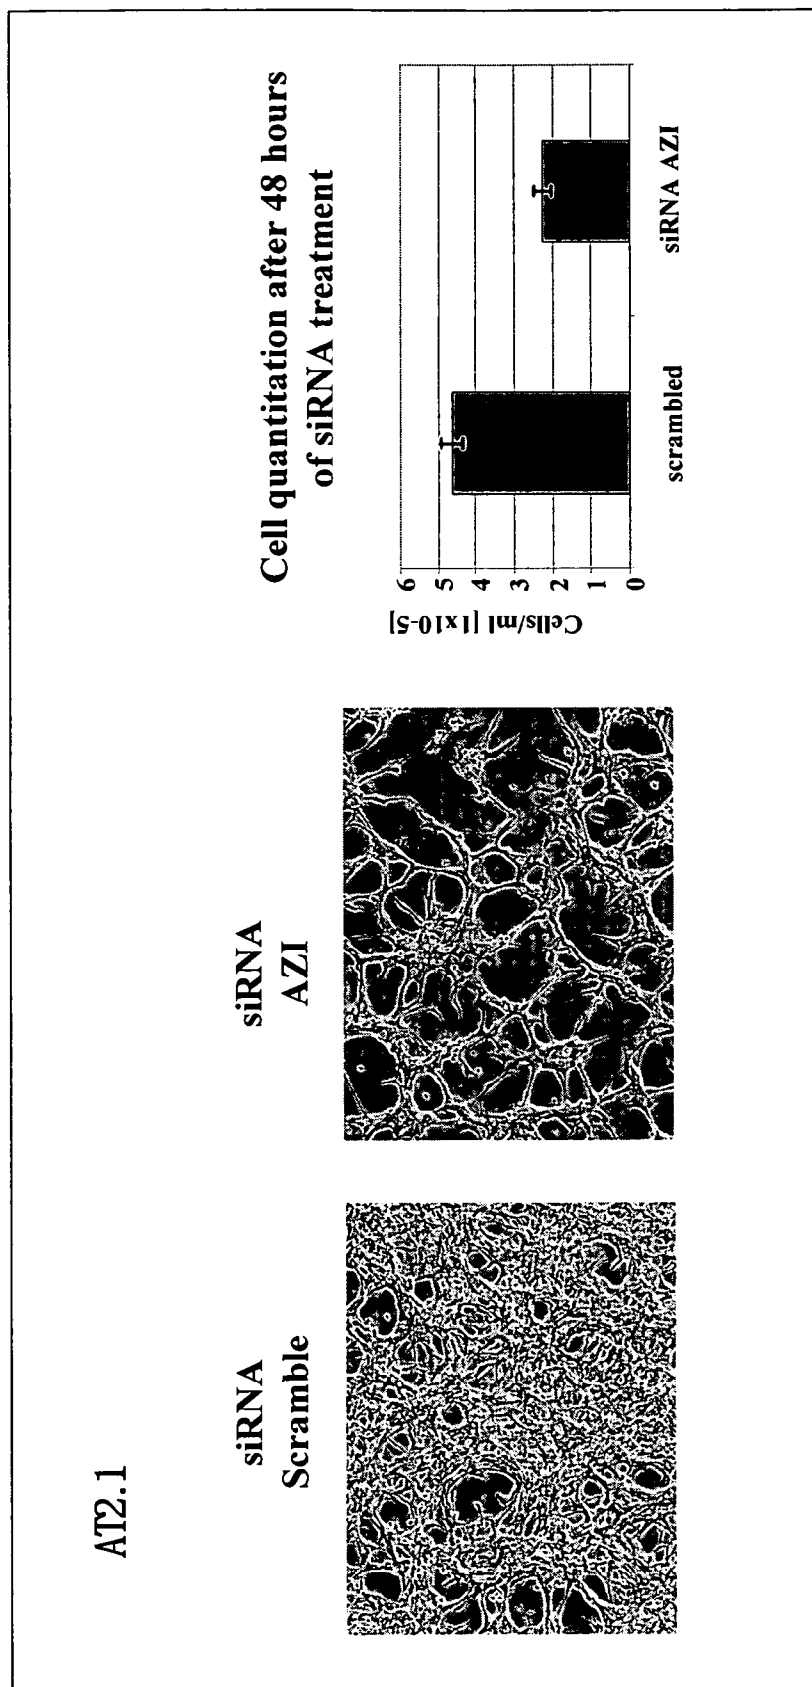 AT2.1
siRNA
Scramble
siRNA
AZI
Cell quantitation after 48 hours
of siRNA treatment
Cells/ml [1x10-5]
6
5
4
3
2
1
0
scrambled
siRNA AZI